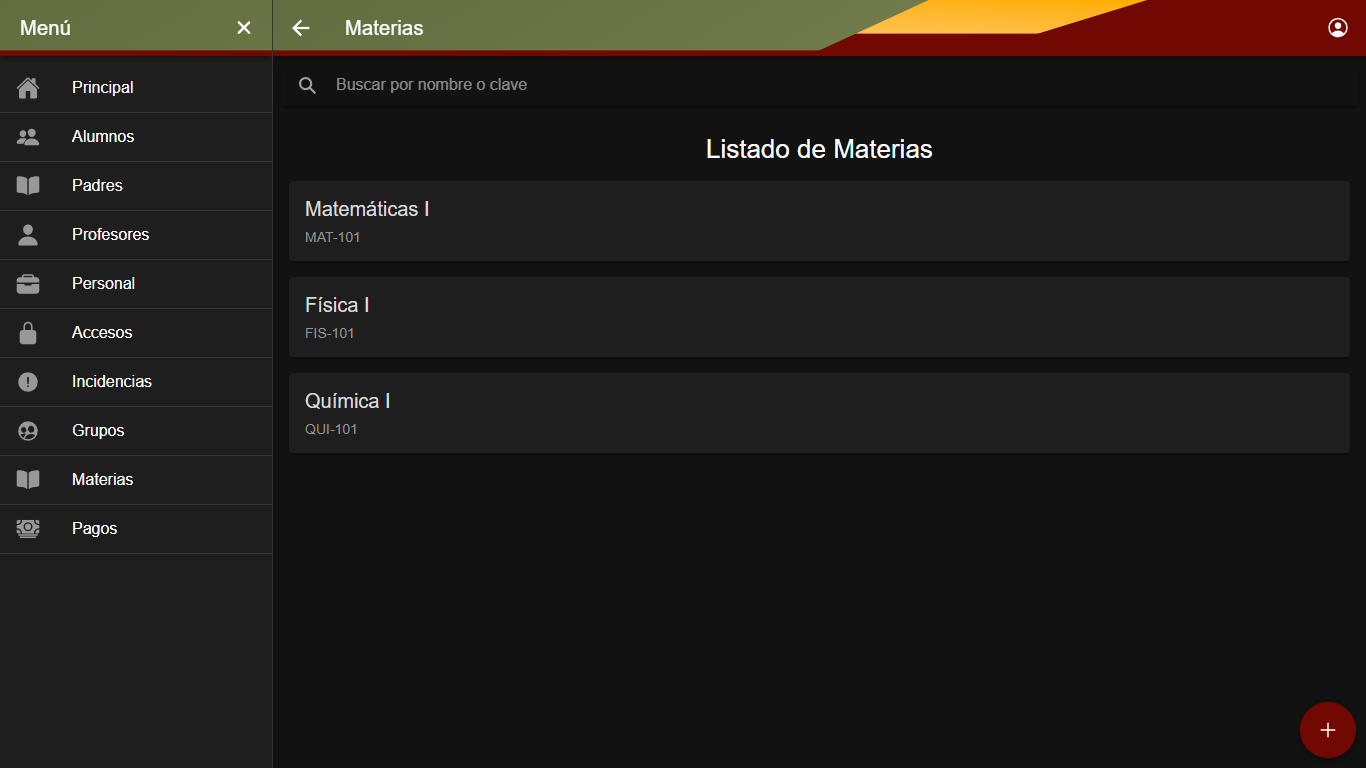 Menú
Materias
Principal
Alumnos
Padres
Profesores
Personal
Accesos
Incidencias
Grupos
Materias
Pagos
Buscar por nombre o clave
Listado de Materias
Matemáticas I
MAT-101
Física I
FIS-101
Química I
QUI-101